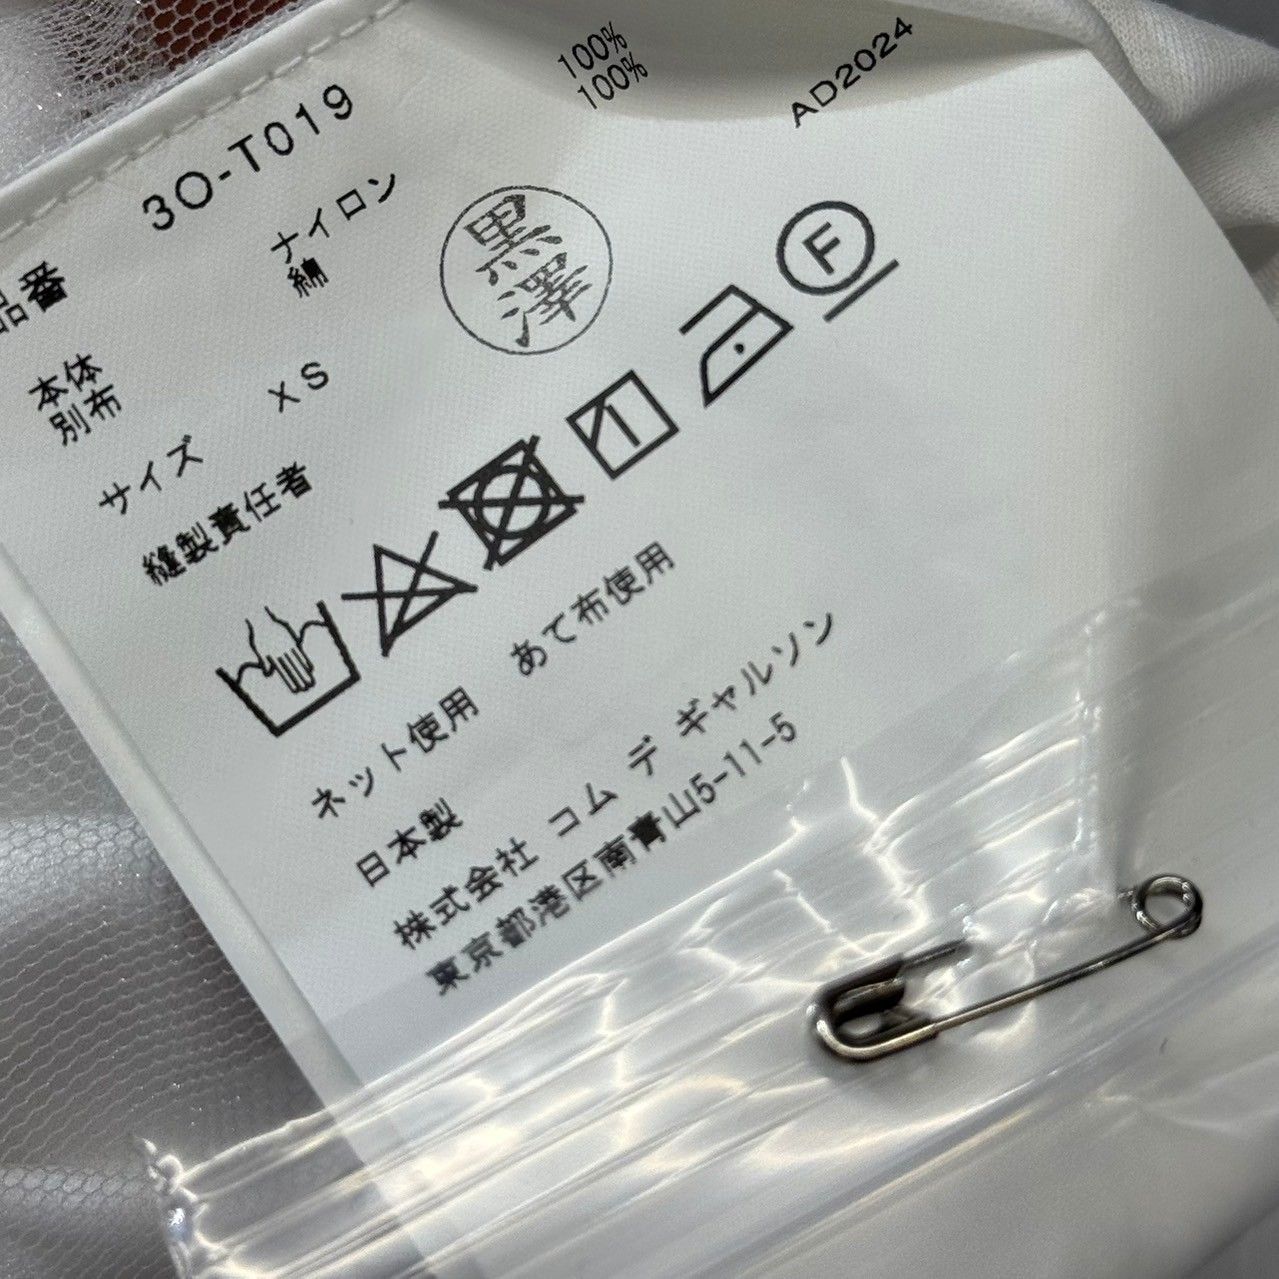 品番 3O-T019
本体 ナイロン 100%
別布 綿 100%
サイズ XS
縫製責任者 黒澤
AD2024
F
ネット使用 あて布使用
日本製
株式会社 コム デ ギャルソン
東京都港区南青山5-11-5